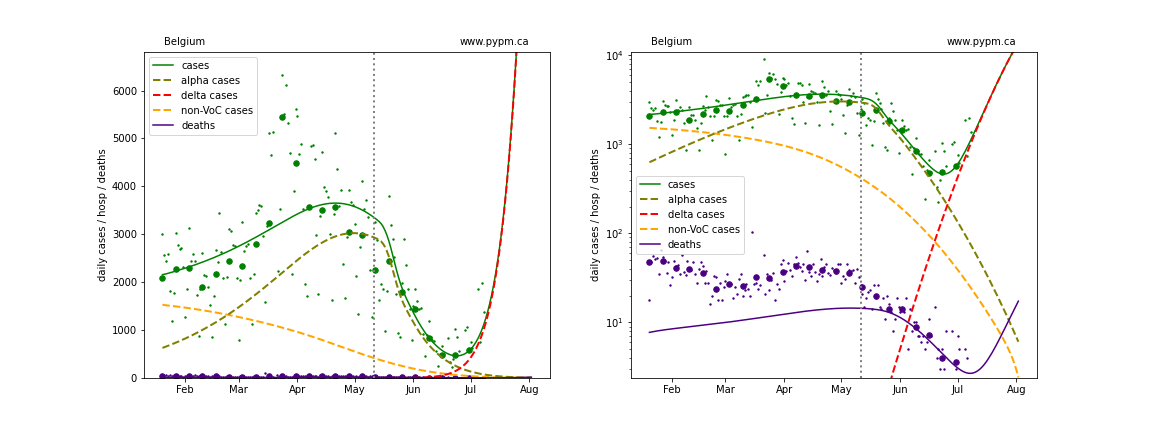 Belgium www.pypm.ca
cases
alpha cases
delta cases
non-VoC cases
deaths
daily cases / hosp / deaths
6000
5000
4000
3000
2000
1000
0
Feb Mar Apr May Jun Jul Aug
Belgium www.pypm.ca
cases
alpha cases
delta cases
non-VoC cases
deaths
daily cases / hosp / deaths
10⁴
10³
10²
10¹
Feb Mar Apr May Jun Jul Aug